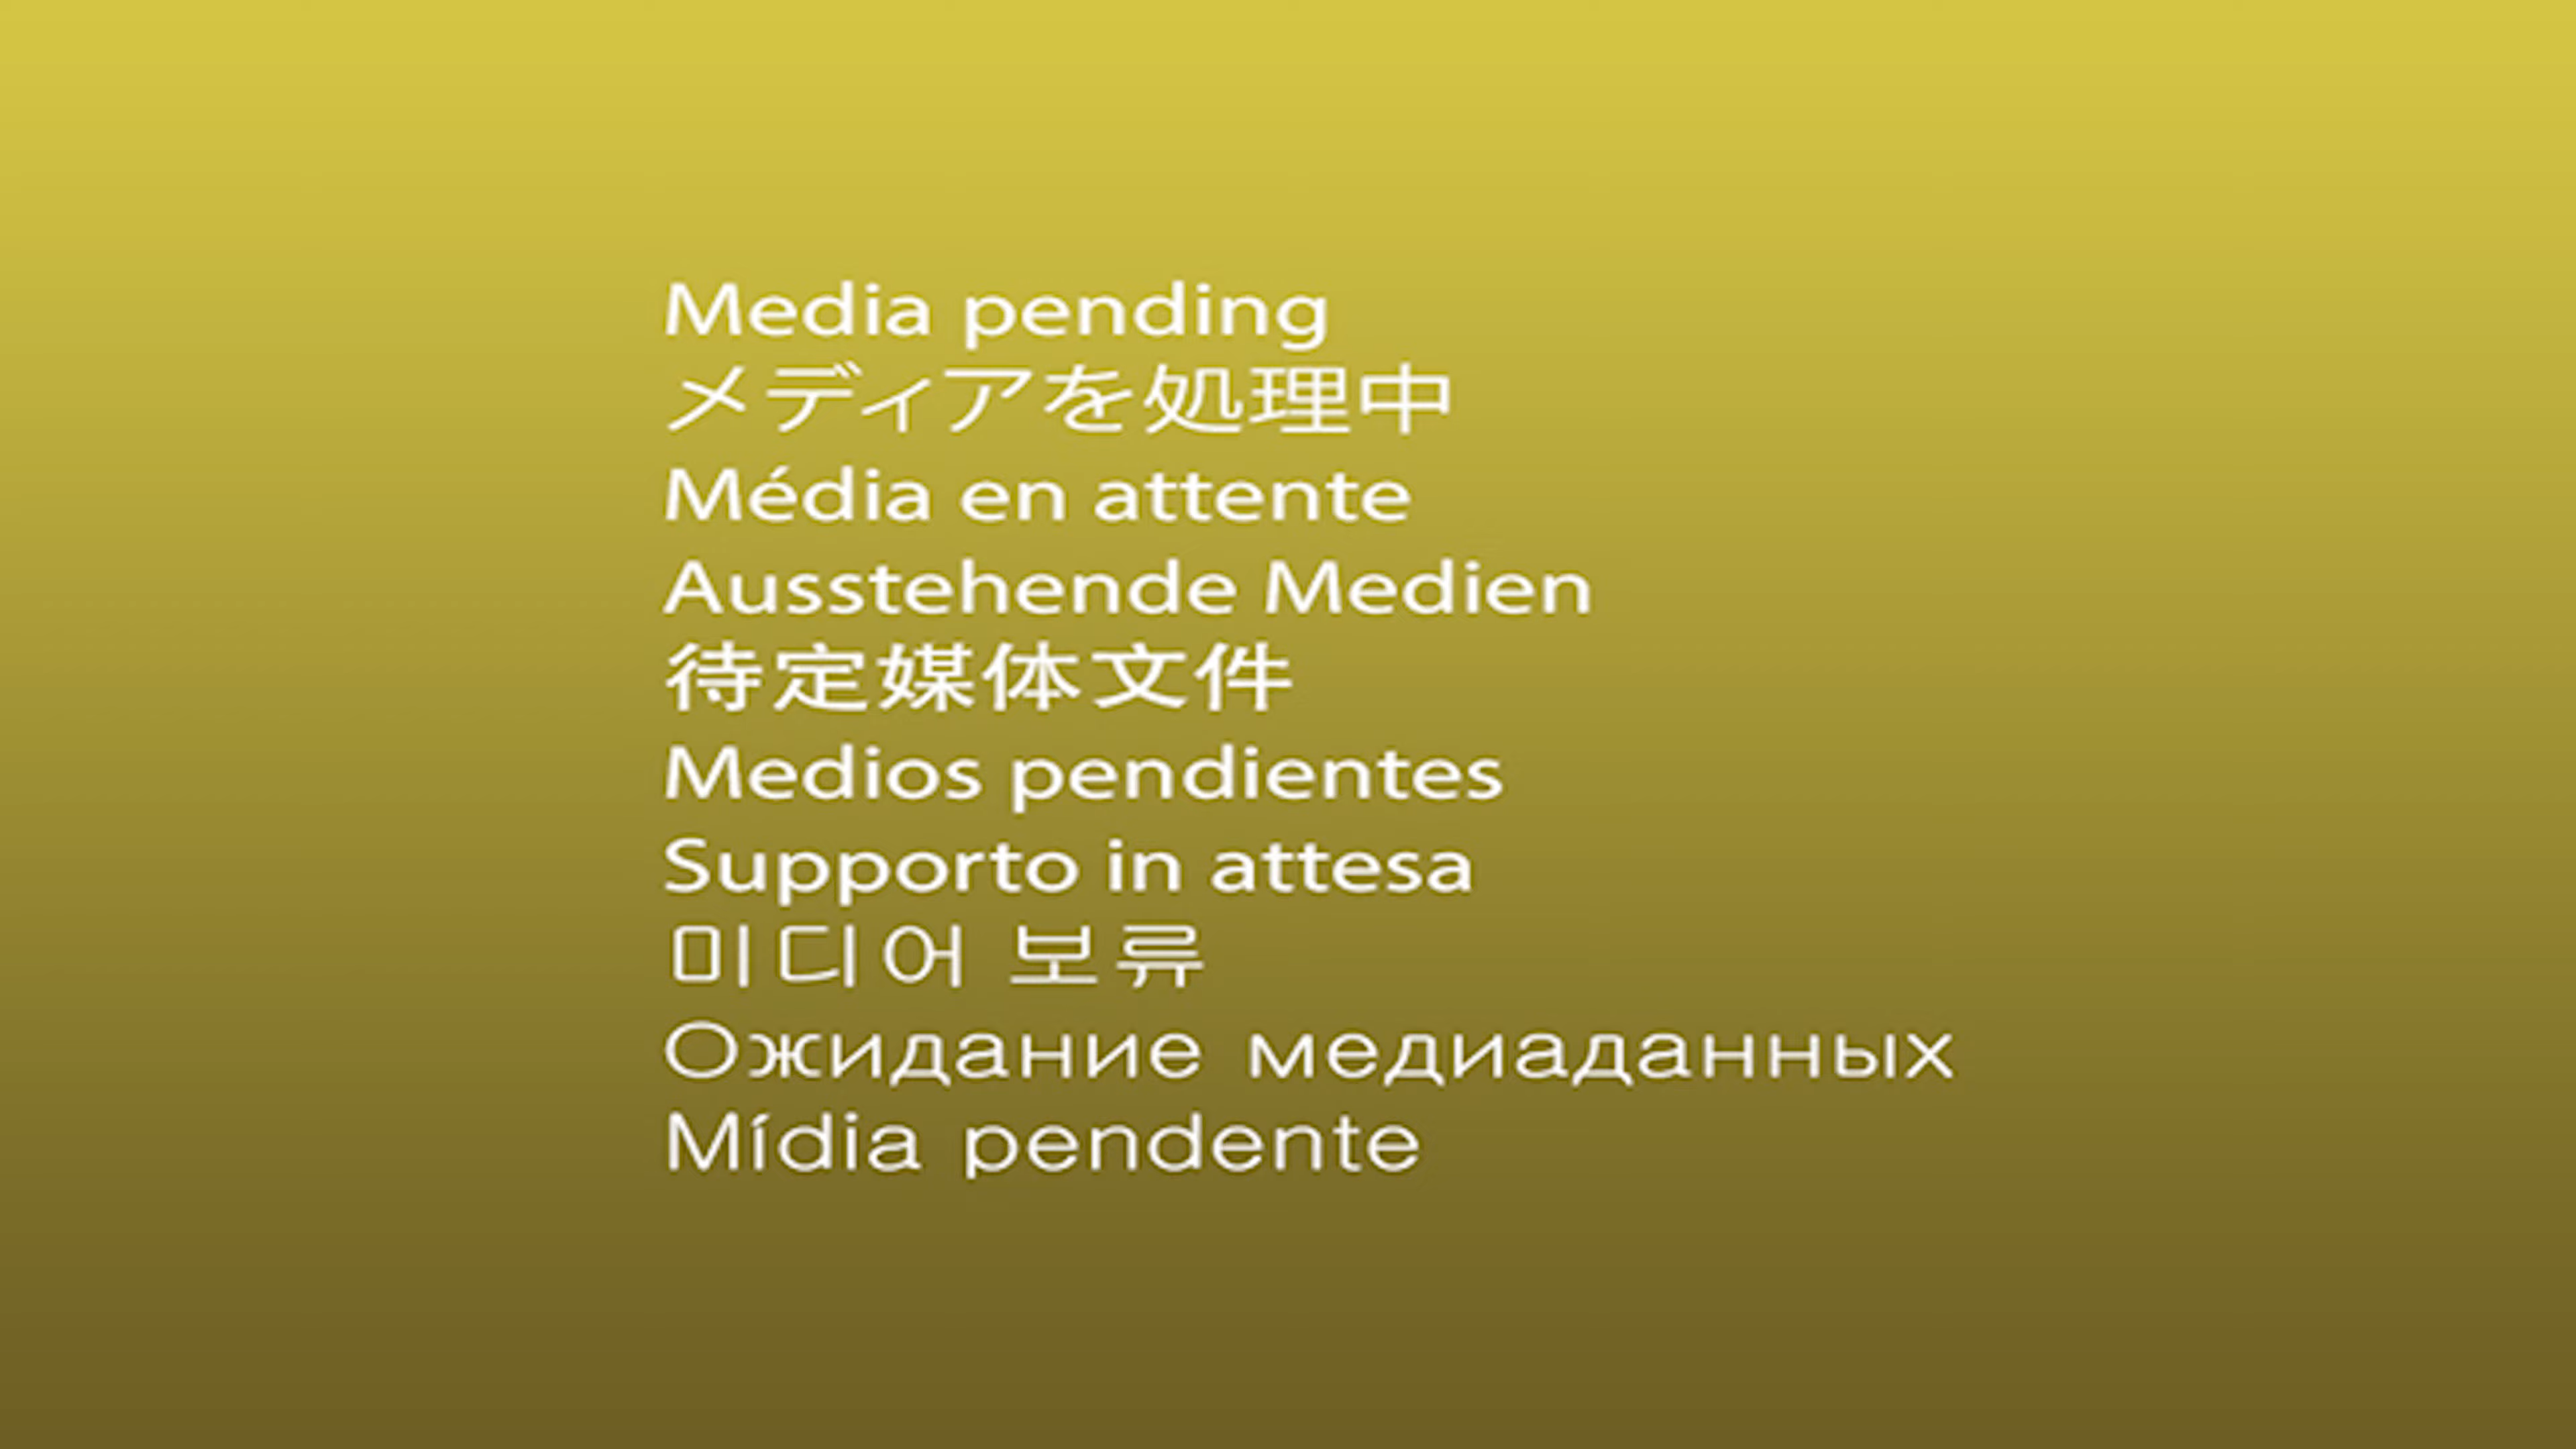 Media pending
メディアを処理中
Média en attente
Ausstehende Medien
待定媒体文件
Medios pendientes
Supporto in attesa
미디어 보류
Ожидание медиаданных
Mídia pendente